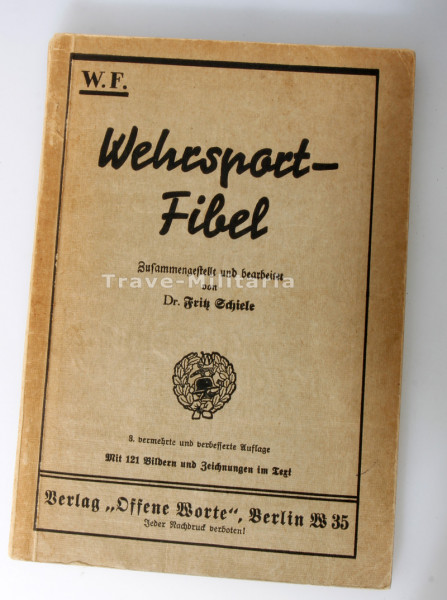 W.F.
Wehrsport-
Fibel
Zusammengestellt und bearbeitet
Trave-Militaria
von
Dr. Fritz Schiele
3. vermehrte und verbesserte Auflage
Mit 121 Bildern und Zeichnungen im Text
Verlag „Offene Worte“, Berlin W 35
Jeder Nachdruck verboten!